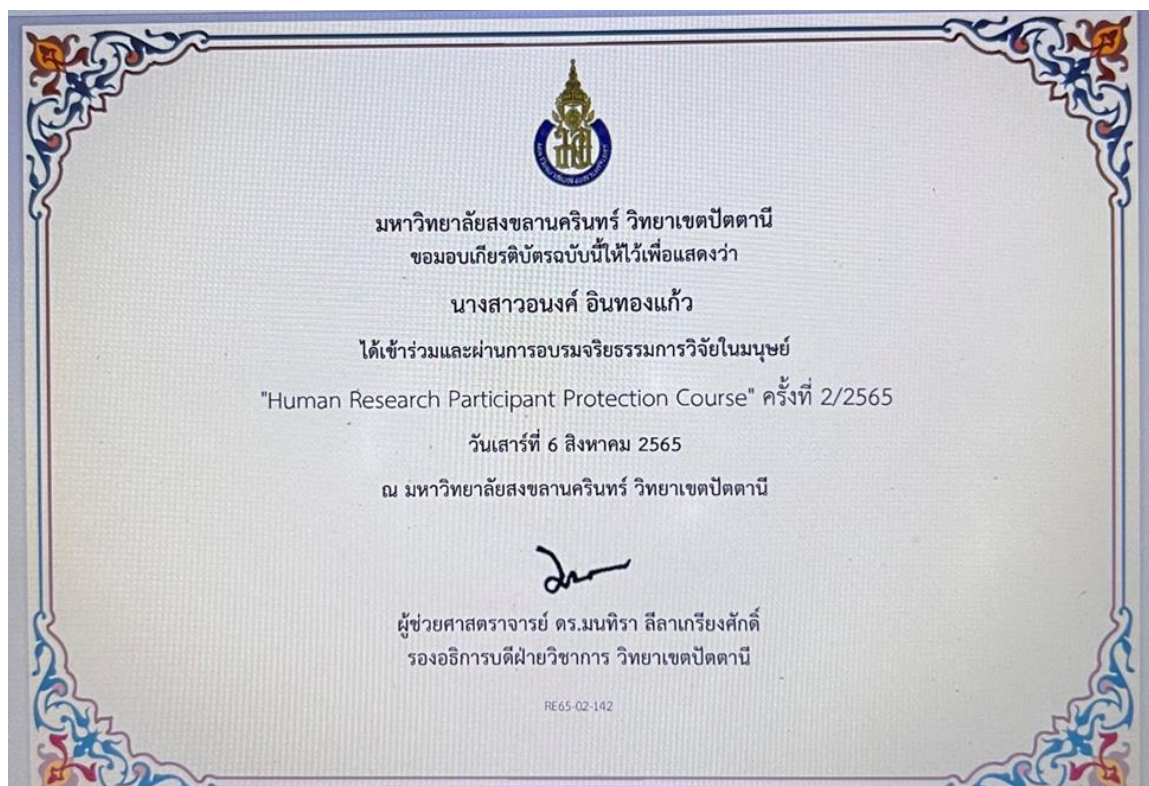 มหาวิทยาลัยสงขลานครินทร์ วิทยาเขตปัตตานี
ขอมอบเกียรติบัตรฉบับนี้ให้ไว้เพื่อแสดงว่า
นางสาวอนงค์ อินทองแก้ว
ได้เข้าร่วมและผ่านการอบรมจริยธรรมการวิจัยในมนุษย์
"Human Research Participant Protection Course" ครั้งที่ 2/2565
วันเสาร์ที่ 6 สิงหาคม 2565
ณ มหาวิทยาลัยสงขลานครินทร์ วิทยาเขตปัตตานี
ผู้ช่วยศาสตราจารย์ ดร.มนทิรา ลีลาเกรียงศักดิ์
รองอธิการบดีฝ่ายวิชาการ วิทยาเขตปัตตานี
RE65-02-142